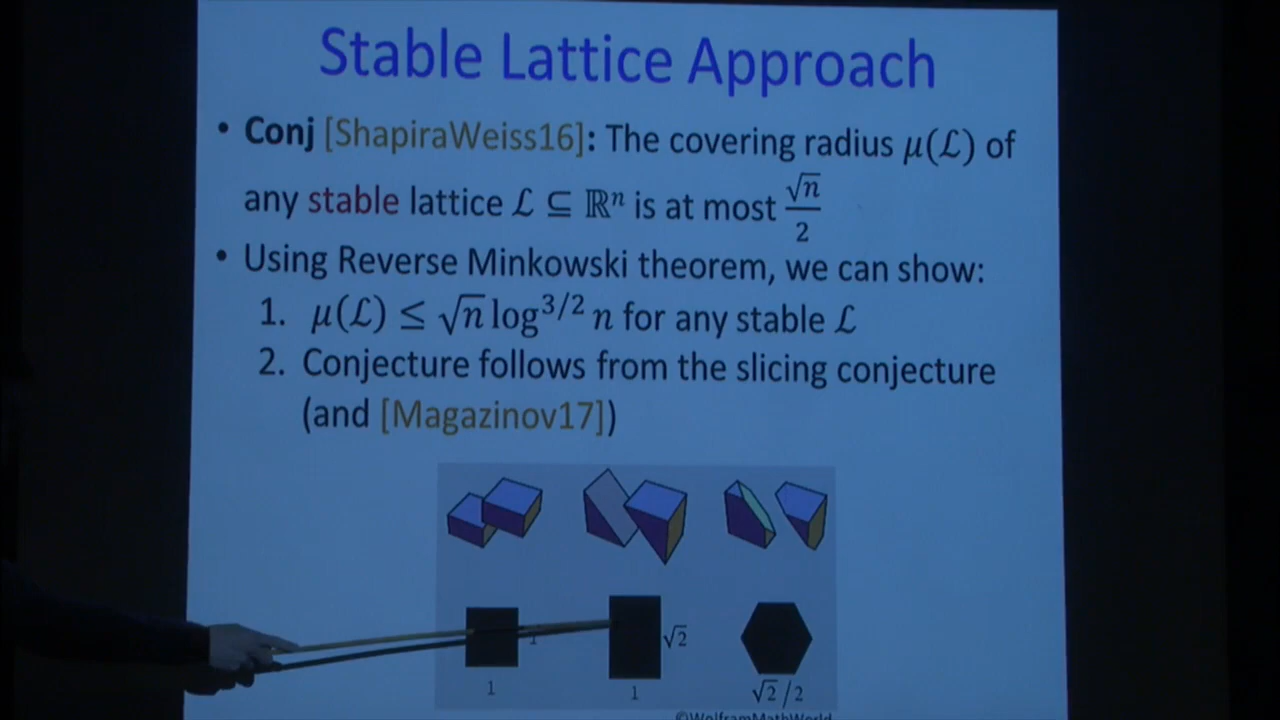 Stable Lattice Approach
• Conj [ShapiraWeiss16]: The covering radius μ(ℒ) of
any stable lattice ℒ ⊆ ℝⁿ is at most √n/2
• Using Reverse Minkowski theorem, we can show:
1. μ(ℒ) ≤ √n log^{3/2} n for any stable ℒ
2. Conjecture follows from the slicing conjecture
(and [Magazinov17])
1 √2
1 1 √2/2
©WolframMathWorld